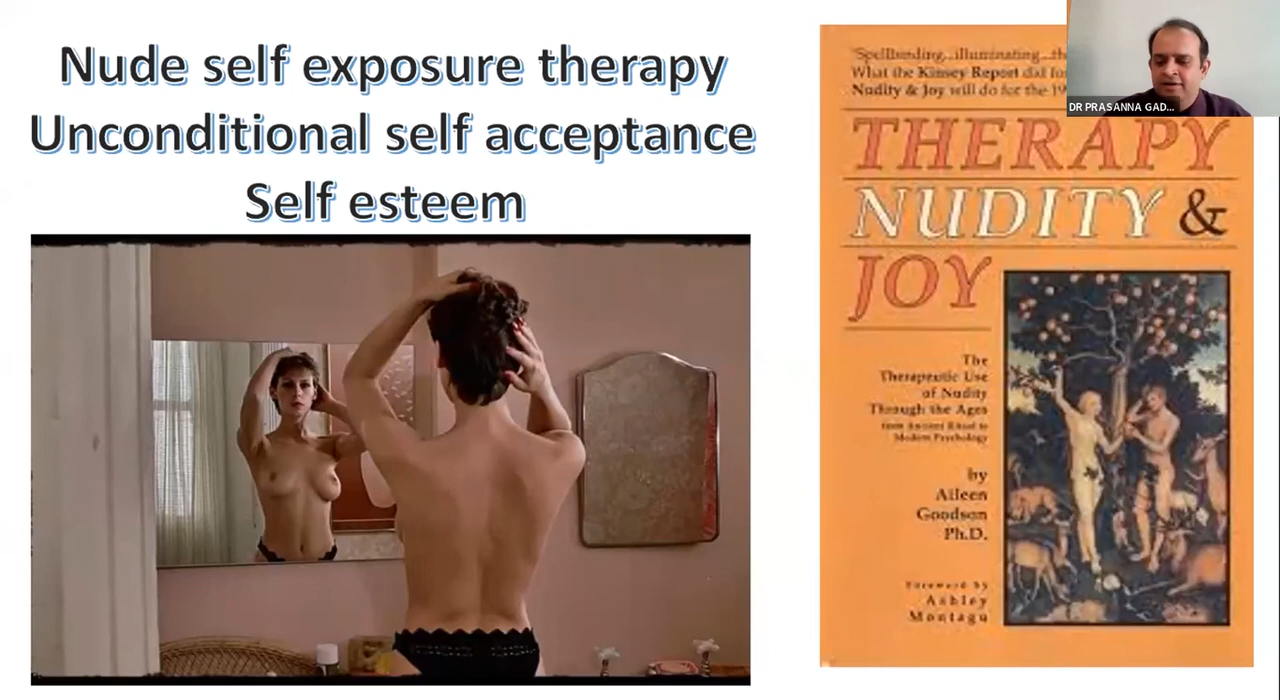 Nude self exposure therapy
Unconditional self acceptance
Self esteem
"Spellbinding...illuminating...
What the Kinsey Report did
Nudity & Joy will do for the
DR PRASANNA GAD...
THERAPY
NUDITY &
JOY
The
Therapeutic Use
of Nudity
Through the Ages
from Ancient Ritual to
Modern Psychology
by
Aileen
Goodson
Ph.D.
Foreword by
Ashley
Montagu